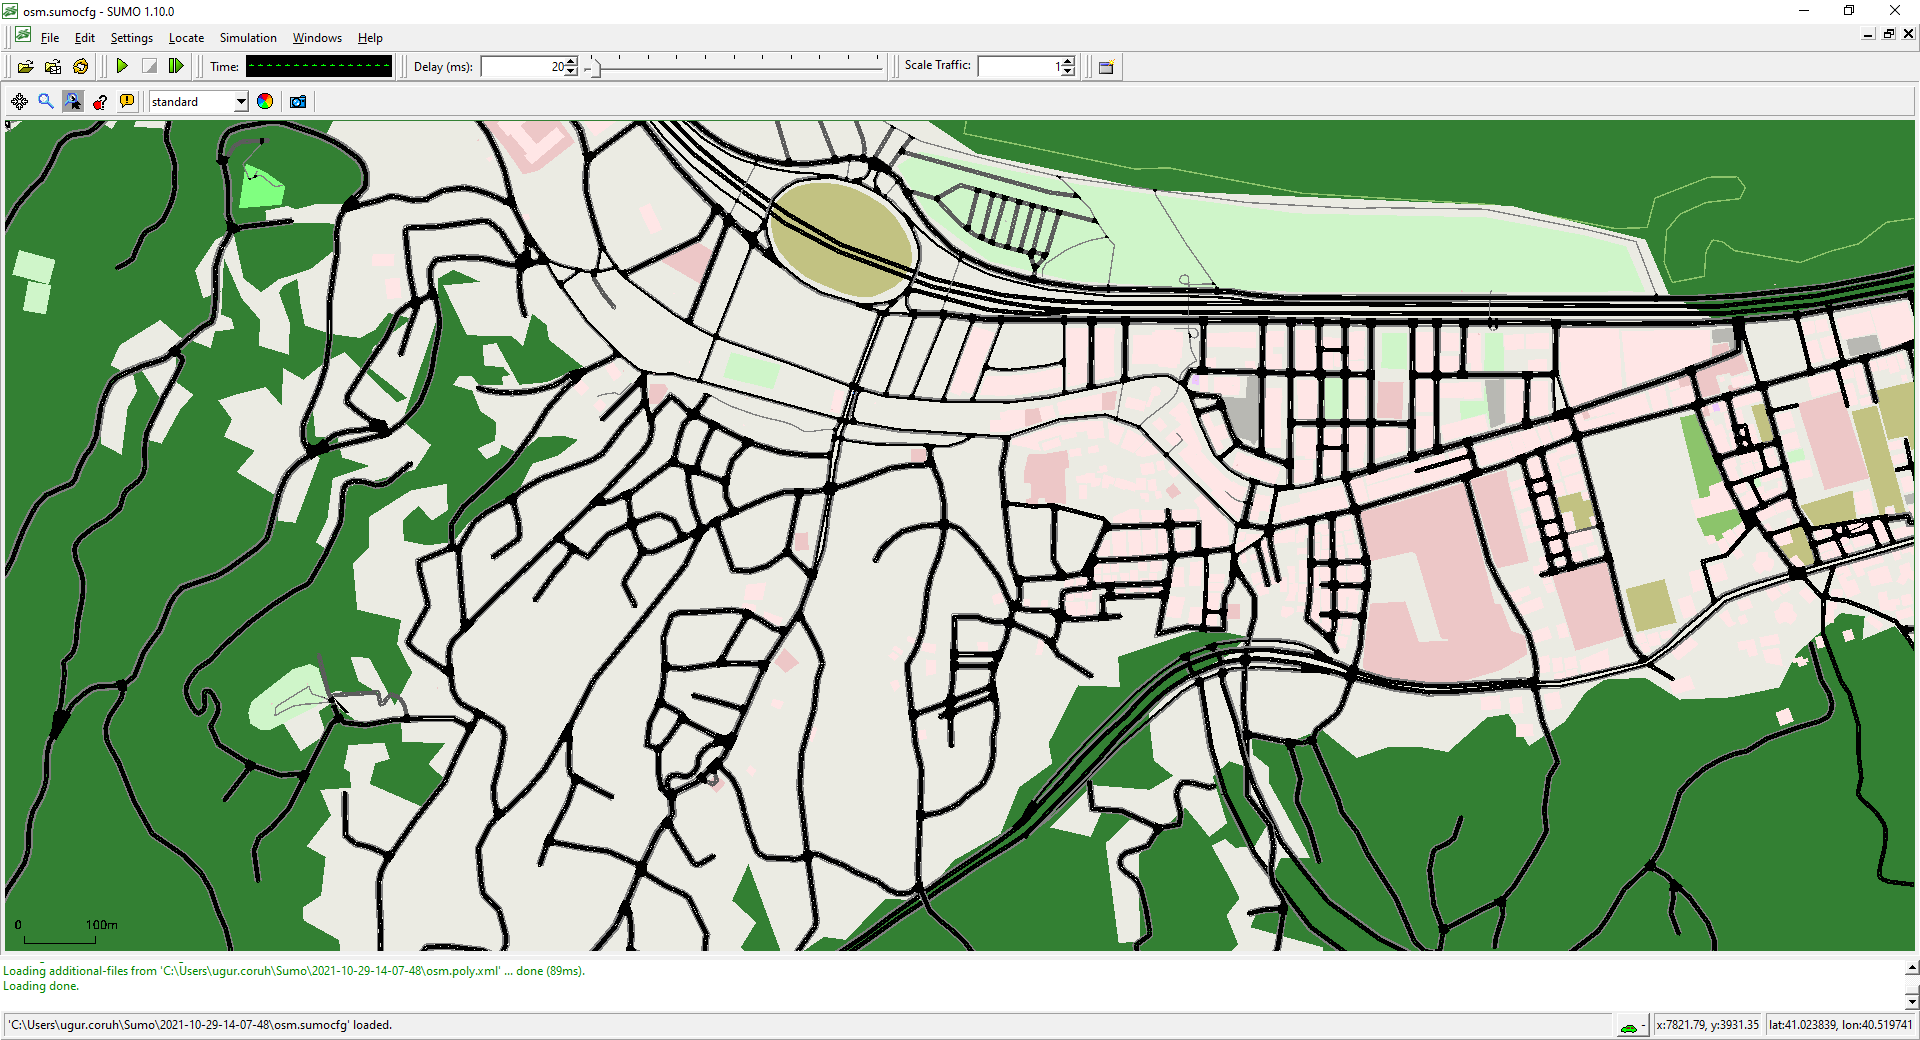 osm.sumocfg - SUMO 1.10.0
File Edit Settings Locate Simulation Windows Help
Time: Delay (ms): 20 Scale Traffic: 1
standard
0 100m
Loading additional-files from 'C:\Users\ugur.coruh\Sumo\2021-10-29-14-07-48\osm.poly.xml' ... done (89ms).
Loading done.
'C:\Users\ugur.coruh\Sumo\2021-10-29-14-07-48\osm.sumocfg' loaded.
x:7821.79, y:3931.35
lat:41.023839, lon:40.519741